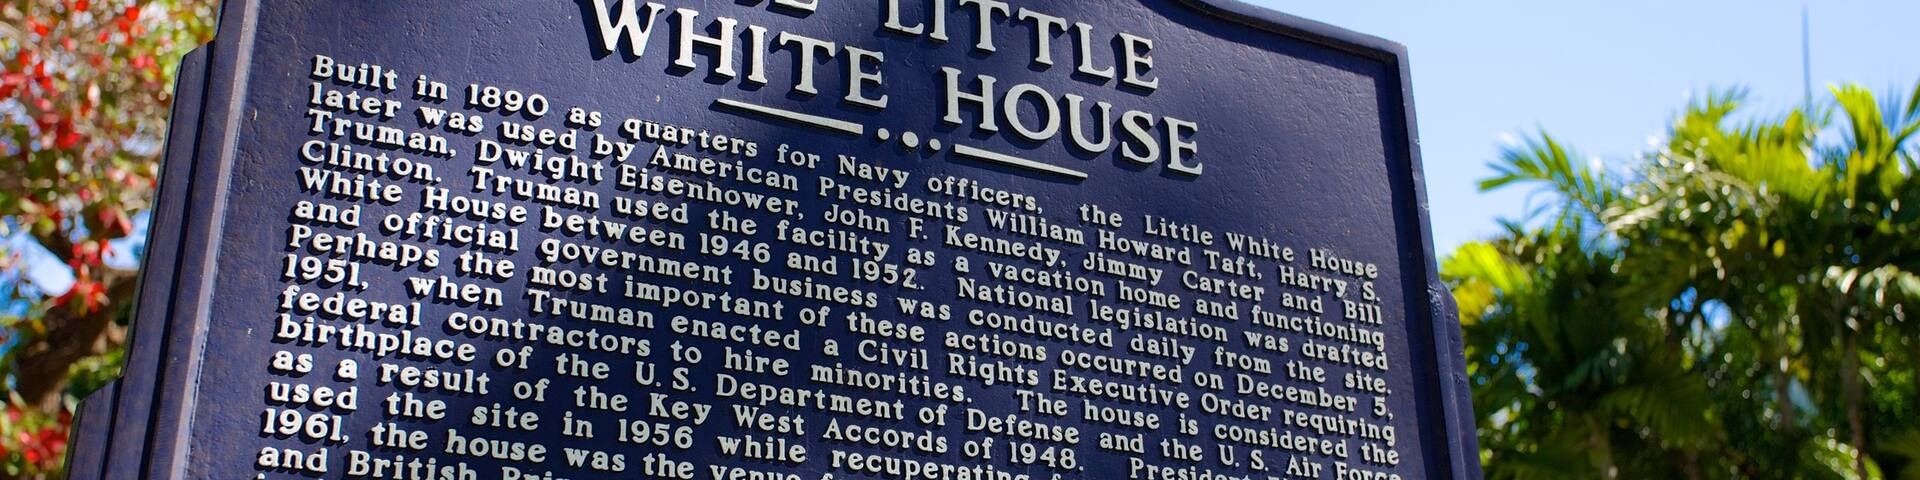 LITTLE
WHITE HOUSE
Built in 1890 as quarters for Navy officers, the Little White House
later was used by American Presidents William Howard Taft, Harry S.
Truman, Dwight Eisenhower, John F. Kennedy, Jimmy Carter and Bill
Clinton. Truman used the facility as a vacation home and functioning
White House between 1946 and 1952. National legislation was drafted
and official government business was conducted daily from the site.
Perhaps the most important of these actions occurred on December 5,
1951, when Truman enacted a Civil Rights Executive Order requiring
federal contractors to hire minorities. The house is considered the
birthplace of the U.S. Department of Defense and the U.S. Air Force
as a result of the Key West Accords of 1948. President
used the site in 1956 while recuperating
1961, the house was the venue
and British